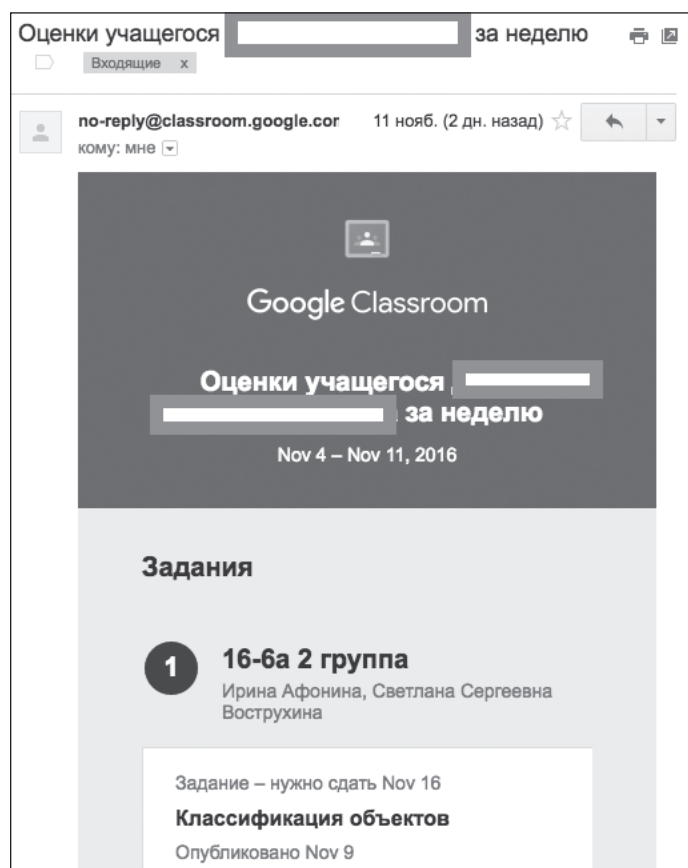 Оценки учащегося за неделю
Входящие x
no-reply@classroom.google.com 11 нояб. (2 дн. назад)
кому: мне
Google Classroom
Оценки учащегося
за неделю
Nov 4 – Nov 11, 2016
Задания
1 16-6а 2 группа
Ирина Афонина, Светлана Сергеевна
Вострухина
Задание – нужно сдать Nov 16
Классификация объектов
Опубликовано Nov 9